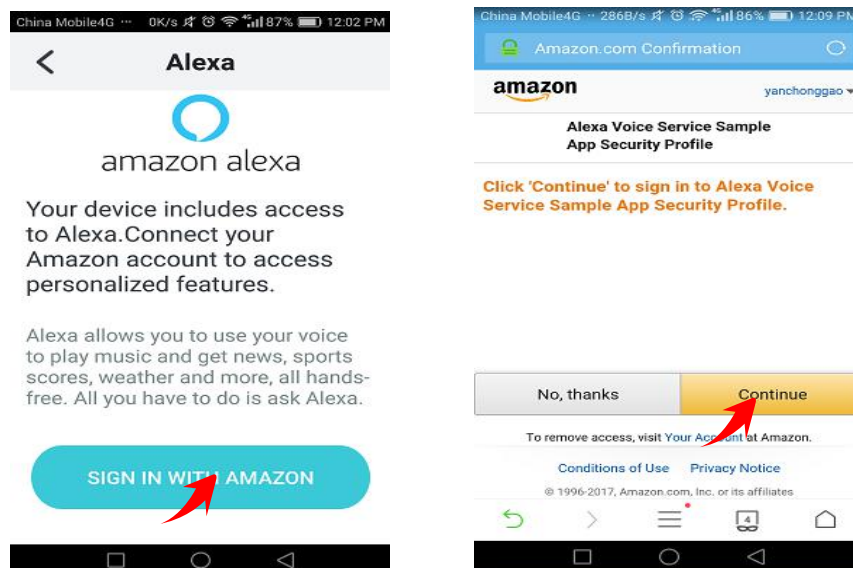 China Mobile4G ··· 0K/s 4G 87% 12:02 PM
Alexa
amazon alexa
Your device includes access
to Alexa.Connect your
Amazon account to access
personalized features.
Alexa allows you to use your voice
to play music and get news, sports
scores, weather and more, all hands-
free. All you have to do is ask Alexa.
SIGN IN WITH AMAZON
China Mobile4G ·· 286B/s 4G 86% 12:09 PM
Amazon.com Confirmation
amazon
yanchonggao
Alexa Voice Service Sample
App Security Profile
Click 'Continue' to sign in to Alexa Voice
Service Sample App Security Profile.
No, thanks
Continue
To remove access, visit Your Account at Amazon.
Conditions of Use Privacy Notice
© 1996-2017, Amazon.com, Inc. or its affiliates
4